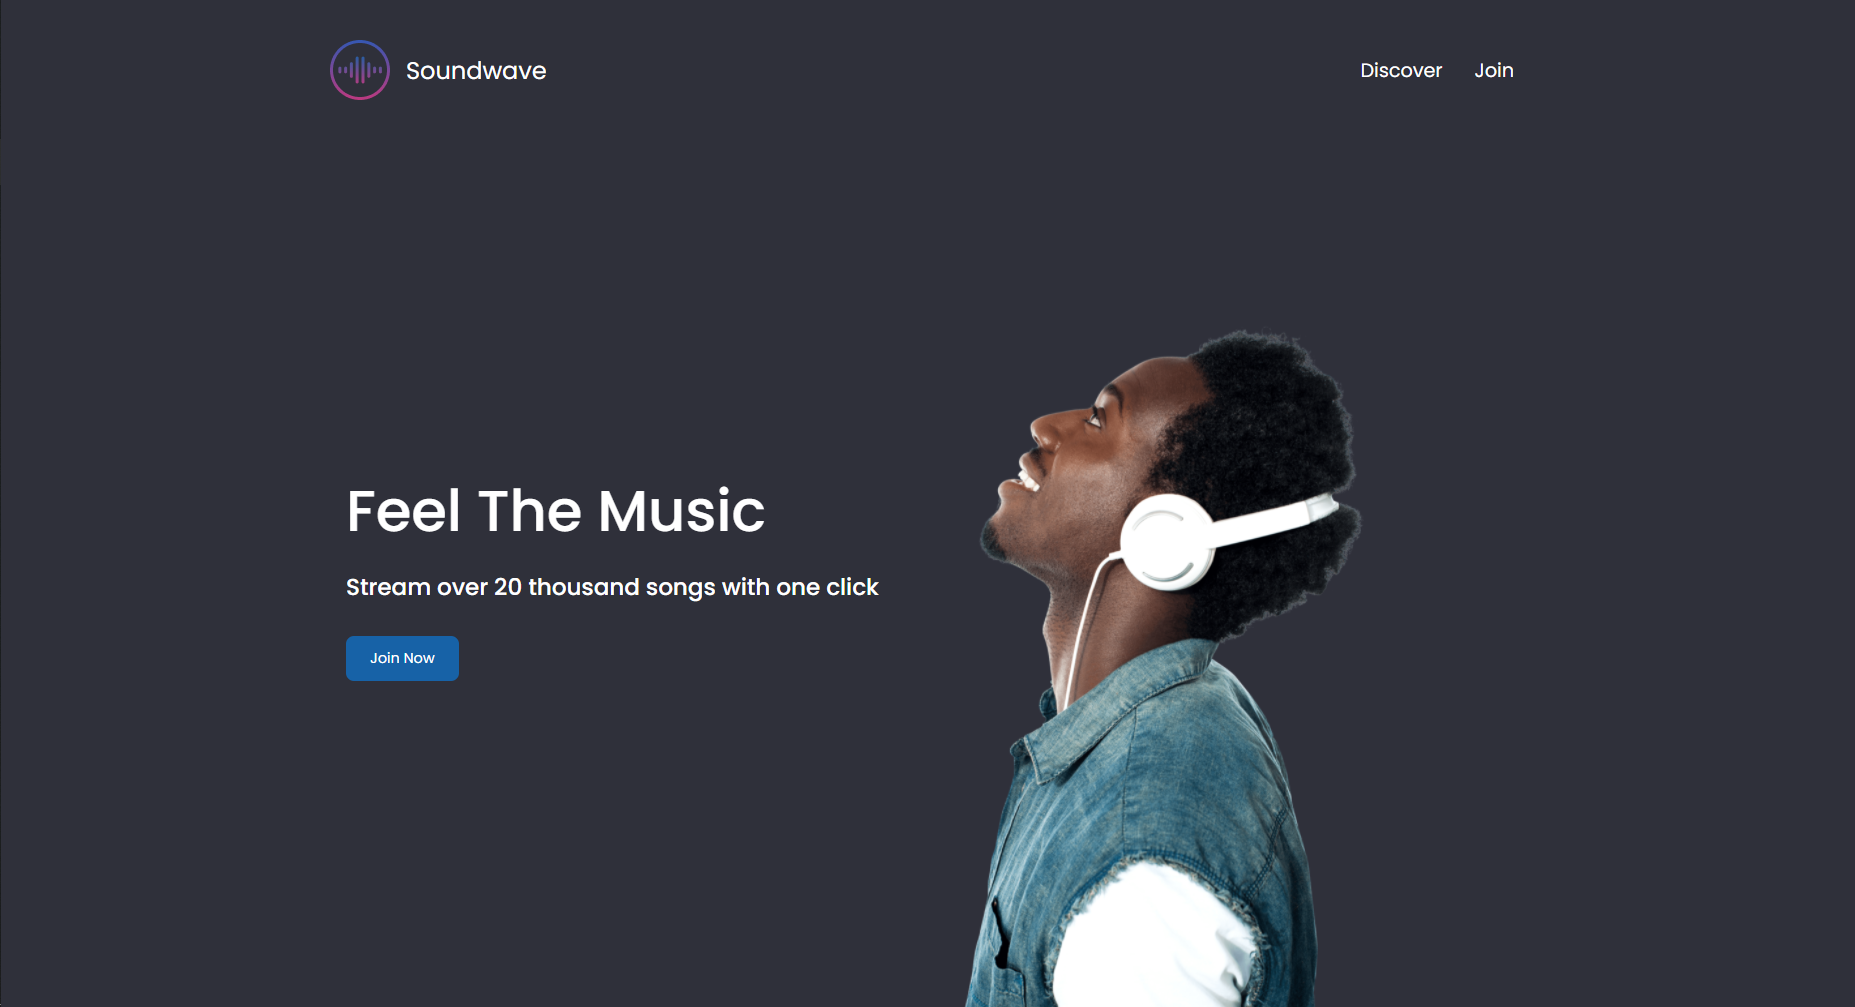 Soundwave
Discover Join
Feel The Music
Stream over 20 thousand songs with one click
Join Now